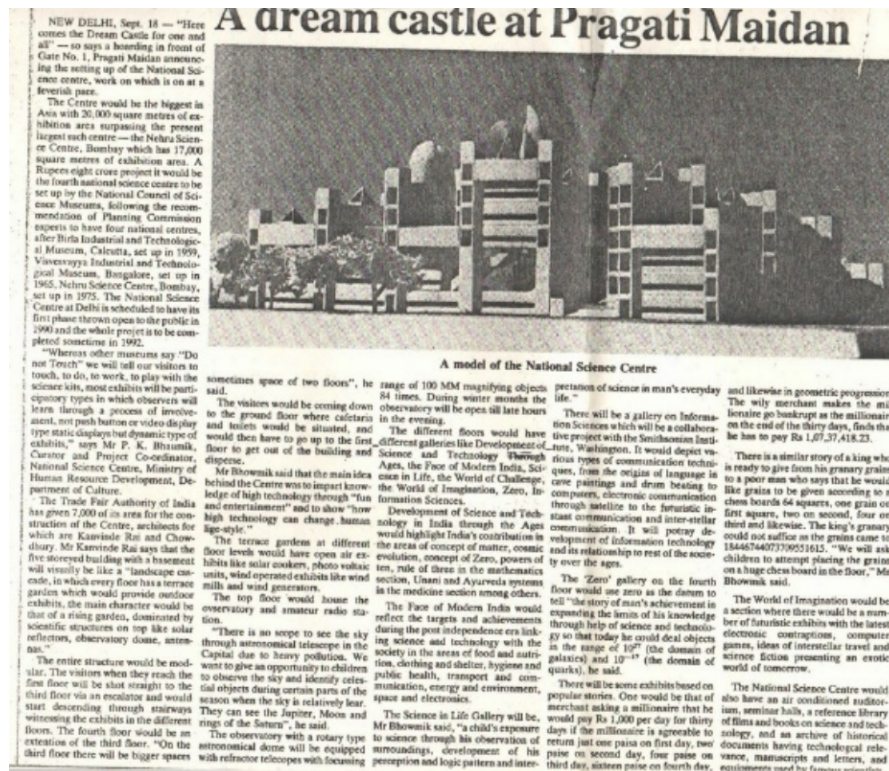 A dream castle at Pragati Maidan
NEW DELHI, Sept. 18 — "Here
comes the Dream Castle for one and
all" — so says a hoarding in front of
Gate No. 1, Pragati Maidan announc-
ing the setting up of the National Sci-
ence centre, work on which is on at a
feverish pace.
The Centre would be the biggest in
Asia with 20,000 square metres of ex-
hibition area surpassing the present
largest such centre — the Nehru Scien-
ce Centre, Bombay which has 17,000
square metres of exhibition area. A
Rupees eight crore project it would be
the fourth national science centre to be
set up by the National Council of Sci-
ence Museums, following the recom-
mendation of Planning Commission
experts to have four national centres,
after Birla Industrial and Technologic-
al Museum, Calcutta, set up in 1959,
Visvesvayya Industrial and Technolo-
gical Museum, Bangalore, set up in
1965, Nehru Science Centre, Bombay,
set up in 1975. The National Science
Centre at Delhi is scheduled to have its
first phase thrown open to the public in
1990 and the whole projet is to be com-
pleted sometime in 1992.
"Whereas other museums say "Do
not Touch" we will tell our visitors to
touch, to do, to work, to play with the
science kits, most exhibits will be parti-
cipatory types in which observers will
learn through a process of involve-
ment, not push button or video display
type static displays but dynamic type of
exhibits," says Mr P. K. Bhaumik,
Curator and Project Co-ordinator,
National Science Centre, Ministry of
Human Resource Development, De-
partment of Culture.
The Trade Fair Authority of India
has given 7,000 of its area for the con-
struction of the Centre, architects for
which are Kanvinde Rai and Chow-
dhury. Mr Kanvinde Rai says that the
five storeyed building with a basement
will visually be like a "landscape cas-
cade, in which every floor has a terrace
garden which would provide outdoor
exhibits, the main character would be
that of a rising garden, dominated by
scientific structures on top like solar
reflectors, observatory dome, anten-
nas."
The entire structure would be mod-
ular. The visitors when they reach the
first floor will be shot straight to the
third floor via an escalator and would
start descending through stairways
witnessing the exhibits in the different
floors. The fourth floor would be an
extention of the third floor. "On the
third floor there will be bigger spaces
A model of the National Science Centre
sometimes space of two floors", he
said.
The visitors would be coming down
to the ground floor where cafetaria
and toilets would be situated, and
would then have to go up to the first
floor to get out of the building and
disperse.
Mr Bhowmik said that the main idea
behind the Centre was to impart know-
ledge of high technology through "fun
and entertainment" and to show "how
high technology can change human
lige-style."
The terrace gardens at different
floor levels would have open air ex-
hibits like solar cookers, photo voltaic
units, wind operated exhibits like wind
mills and wind generators.
The top floor would house the
ovservatory and amateur radio sta-
tion.
"There is no scope to see the sky
through astronomical telescope in the
Capital due to heavy pollution. We
want to give an opportunity to children
to observe the sky and identify celes-
tial objects during certain parts of the
season when the sky is relatively lear.
They can see the Jupiter, Moon and
rings of the Saturn", he said.
The observatory with a rotary type
astronomical dome will be equipped
with refractor telecopes with focussing
range of 100 MM magnifying objects
84 times. During winter months the
observatory will be open till late hours
in the evening.
The different floors would have
different galleries like Development of
Science and Technology Through
Ages, the Face of Modern India, Sci-
ence in Life, the World of Challenge,
the World of Imagination, Zero, In-
formation Sciences.
Development of Science and Tech-
nology in India through the Ages
would highlight India's contribution in
the areas of concept of matter, cosmic
evolution, concept of Zero, powers of
ten, rule of three in the mathematics
section, Unani and Ayurveda systems
in the medicine section among others.
The Face of Modern India would
reflect the targets and achievements
during the post independence era link-
ing science and technology with the
society in the areas of food and nutri-
tion, clothing and shelter, hygiene and
public health, transport and com-
munication, energy and environment,
space and electronics.
The Science in Life Gallery will be,
Mr Bhowmik said, "a child's exposure
to science through his observation of
surroundings, development of his
perception and logic pattern and inter-
pretation of science in man's everyday
life."
There will be a gallery on Informa-
tion Sciences which will be a collabora-
tive project with the Smithsonian Insti-
tute, Washington. It would depict va-
rious types of communication techni-
ques, from the origins of language in
cave paintings and drum beating to
computers, electronic communication
through satellite to the futuristic in-
stant communication and inter-stellar
communication. It will portray de-
velopment of information technology
and its relationship to rest of the socie-
ty over the ages.
The 'Zero' gallery on the fourth
floor would use zero as the datum to
tell "the story of man's achievement in
expanding the limits of his knowledge
through help of science and technolo-
gy so that today he could deal objects
in the range of 10²⁷ (the domain of
galaxies) and 10⁻¹⁷ (the domain of
quarks), he said.
There will be some exhibits based on
popular stories. One would be that of
merchant asking a milionaire that he
would pay Rs 1,000 per day for thirty
days if the millionaire is agreeable to
return just one paisa on first day, two
paise on second day, four paise on
third day, sixteen paise on fourth day,
and likewise in geometric progression
The wily merchant makes the mi
lionaire go bankrupt as the millionair
on the end of the thirty days, finds tha
he has to pay Rs 1,07,37,418.23.
There is a similar story of a king who
is ready to give from his granary grain
to a poor man who says that he would
like grains to be given according to a
chess boards 64 squares, one grain on
first square, two on second, four on
third and likewise. The king's granary
could not suffice as the grains came to
18446744073709551615. "We will ask
children to attempt placing the grains
on a huge chess board in the floor," Mr
Bhowmik said.
The World of Imagination would be
a section where there would be a num-
ber of futuristic exhibits with the latest
electronic contraptions, computer
games, ideas of interstellar travel and
science fiction presenting an exotic
world of tomorrow.
The National Science Centre would
also have an air conditioned auditor-
ium, seminar halls, a reference library
of films and books on science and tech-
nology, and an archive of historical
documents having technological rele-
vance, manuscripts and letters, and